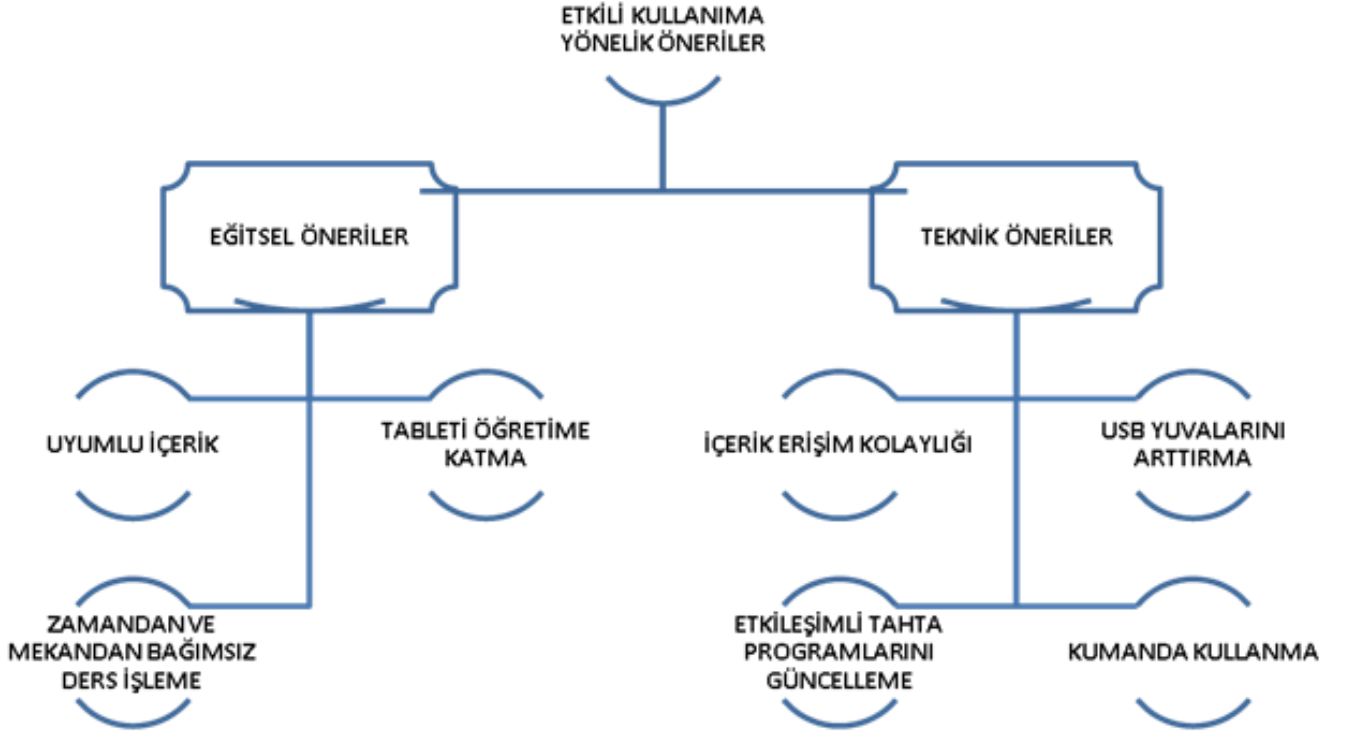 ETKİLİ KULLANIMA
YÖNELİK ÖNERİLER
EĞİTSEL ÖNERİLER
TEKNİK ÖNERİLER
UYUMLU İÇERİK
TABLETİ ÖĞRETİME
KATMA
İÇERİK ERİŞİM KOLAYLIĞI
USB YUVALARINI
ARTTIRMA
ZAMANDAN VE
MEKANDAN BAĞIMSIZ
DERS İŞLEME
ETKİLEŞİMLİ TAHTA
PROGRAMLARINI
GÜNCELLEME
KUMANDA KULLANMA